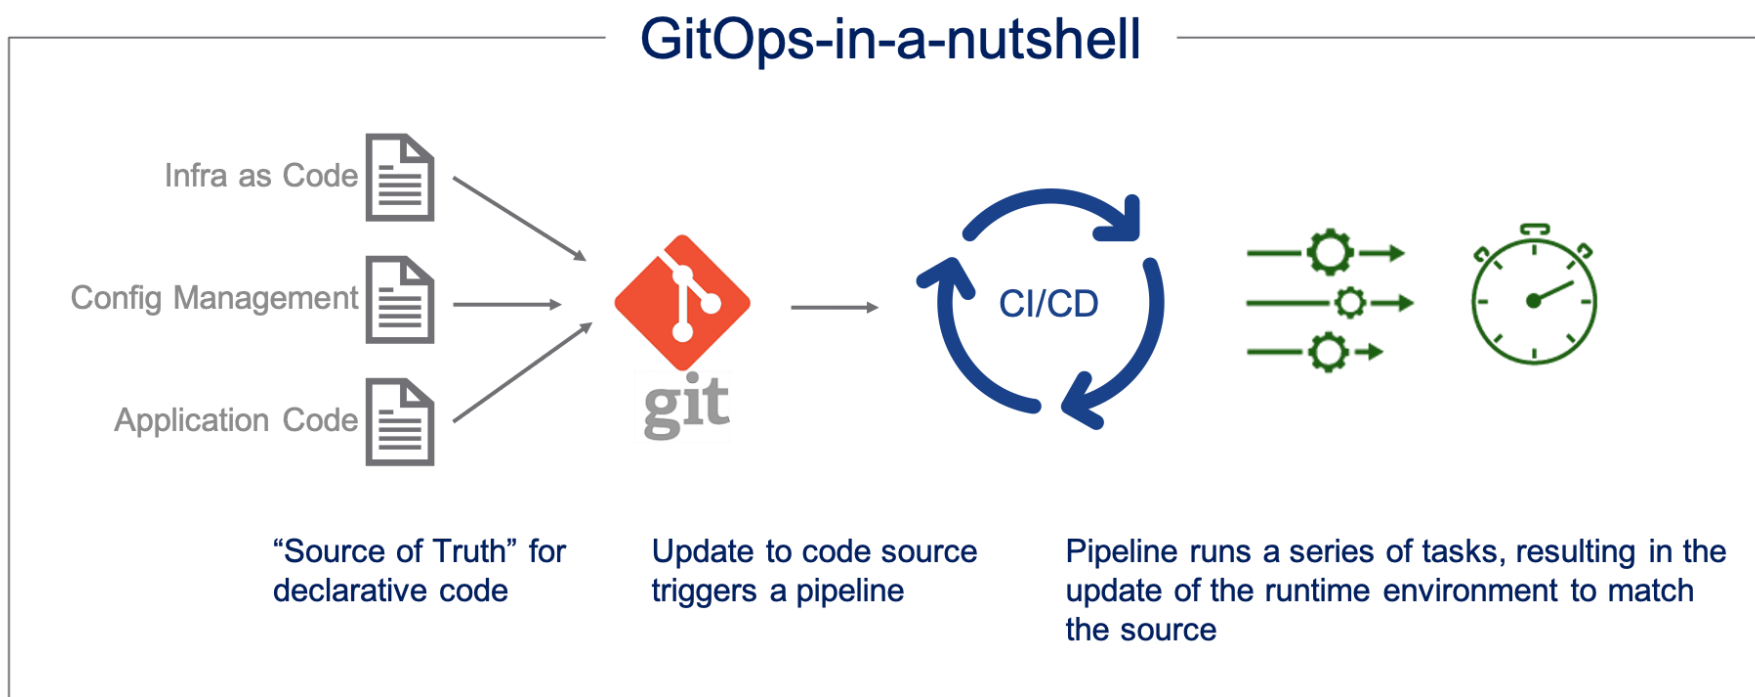 GitOps-in-a-nutshell
Infra as Code
Config Management
Application Code
git
CI/CD
“Source of Truth” for
declarative code
Update to code source
triggers a pipeline
Pipeline runs a series of tasks, resulting in the
update of the runtime environment to match
the source